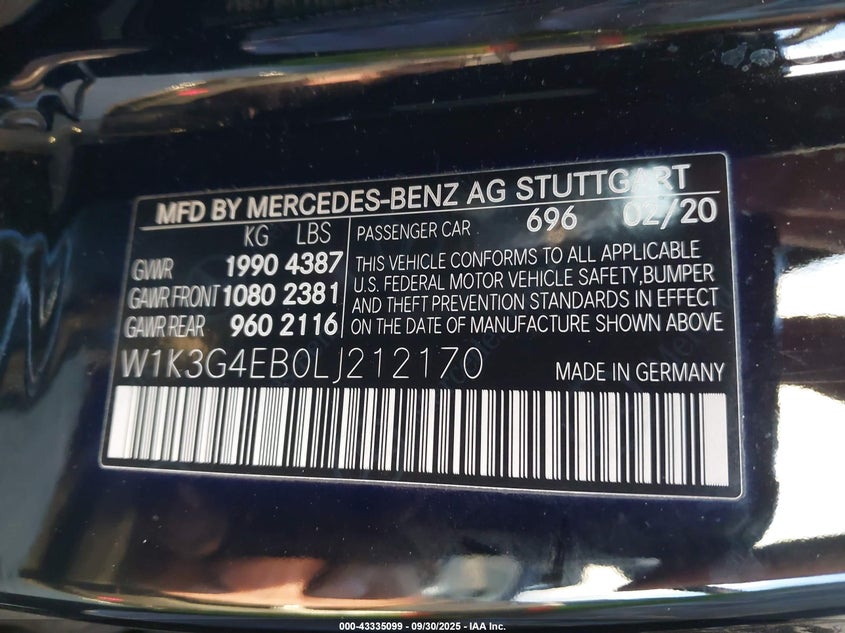 MFD BY MERCEDES-BENZ AG STUTTGART
KG LBS
GVWR 1990 4387
GAWR FRONT 1080 2381
GAWR REAR 960 2116
PASSENGER CAR 696 02/20
THIS VEHICLE CONFORMS TO ALL APPLICABLE
U.S. FEDERAL MOTOR VEHICLE SAFETY,BUMPER
AND THEFT PREVENTION STANDARDS IN EFFECT
ON THE DATE OF MANUFACTURE SHOWN ABOVE
W1K3G4EB0LJ212170
MADE IN GERMANY
000-43335099 - 09/30/2025 - IAA Inc.